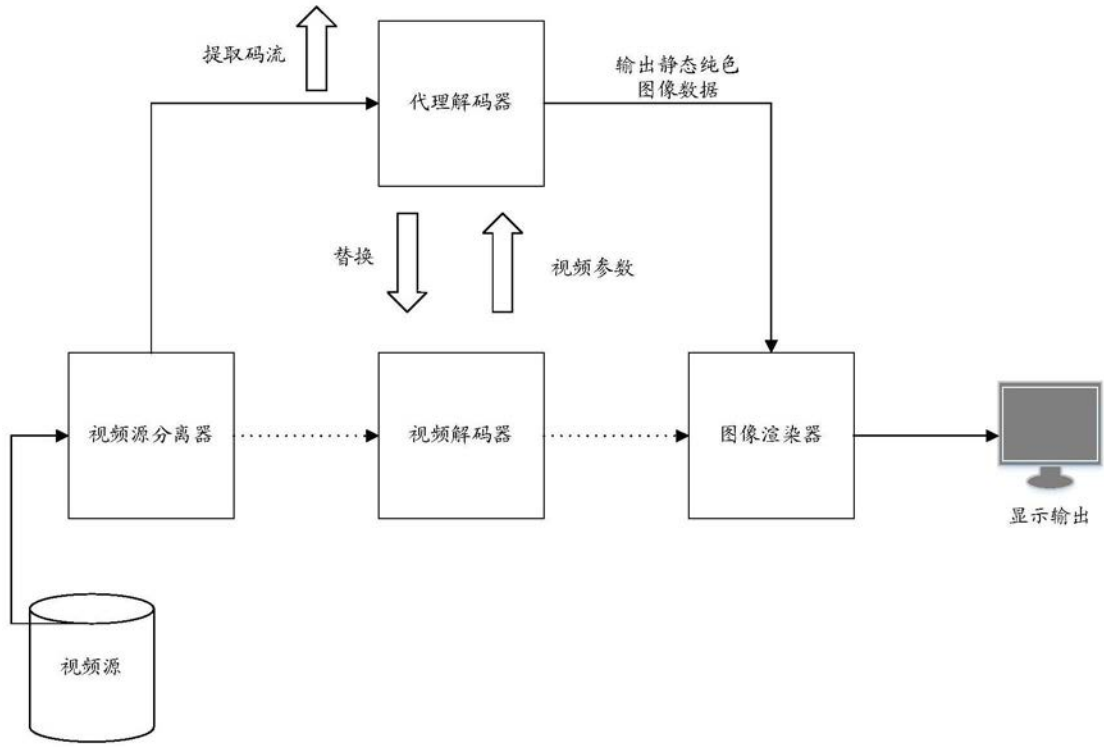 提取码流
代理解码器
输出静态纯色
图像数据
替换
视频参数
视频源分离器
视频解码器
图像渲染器
显示输出
视频源